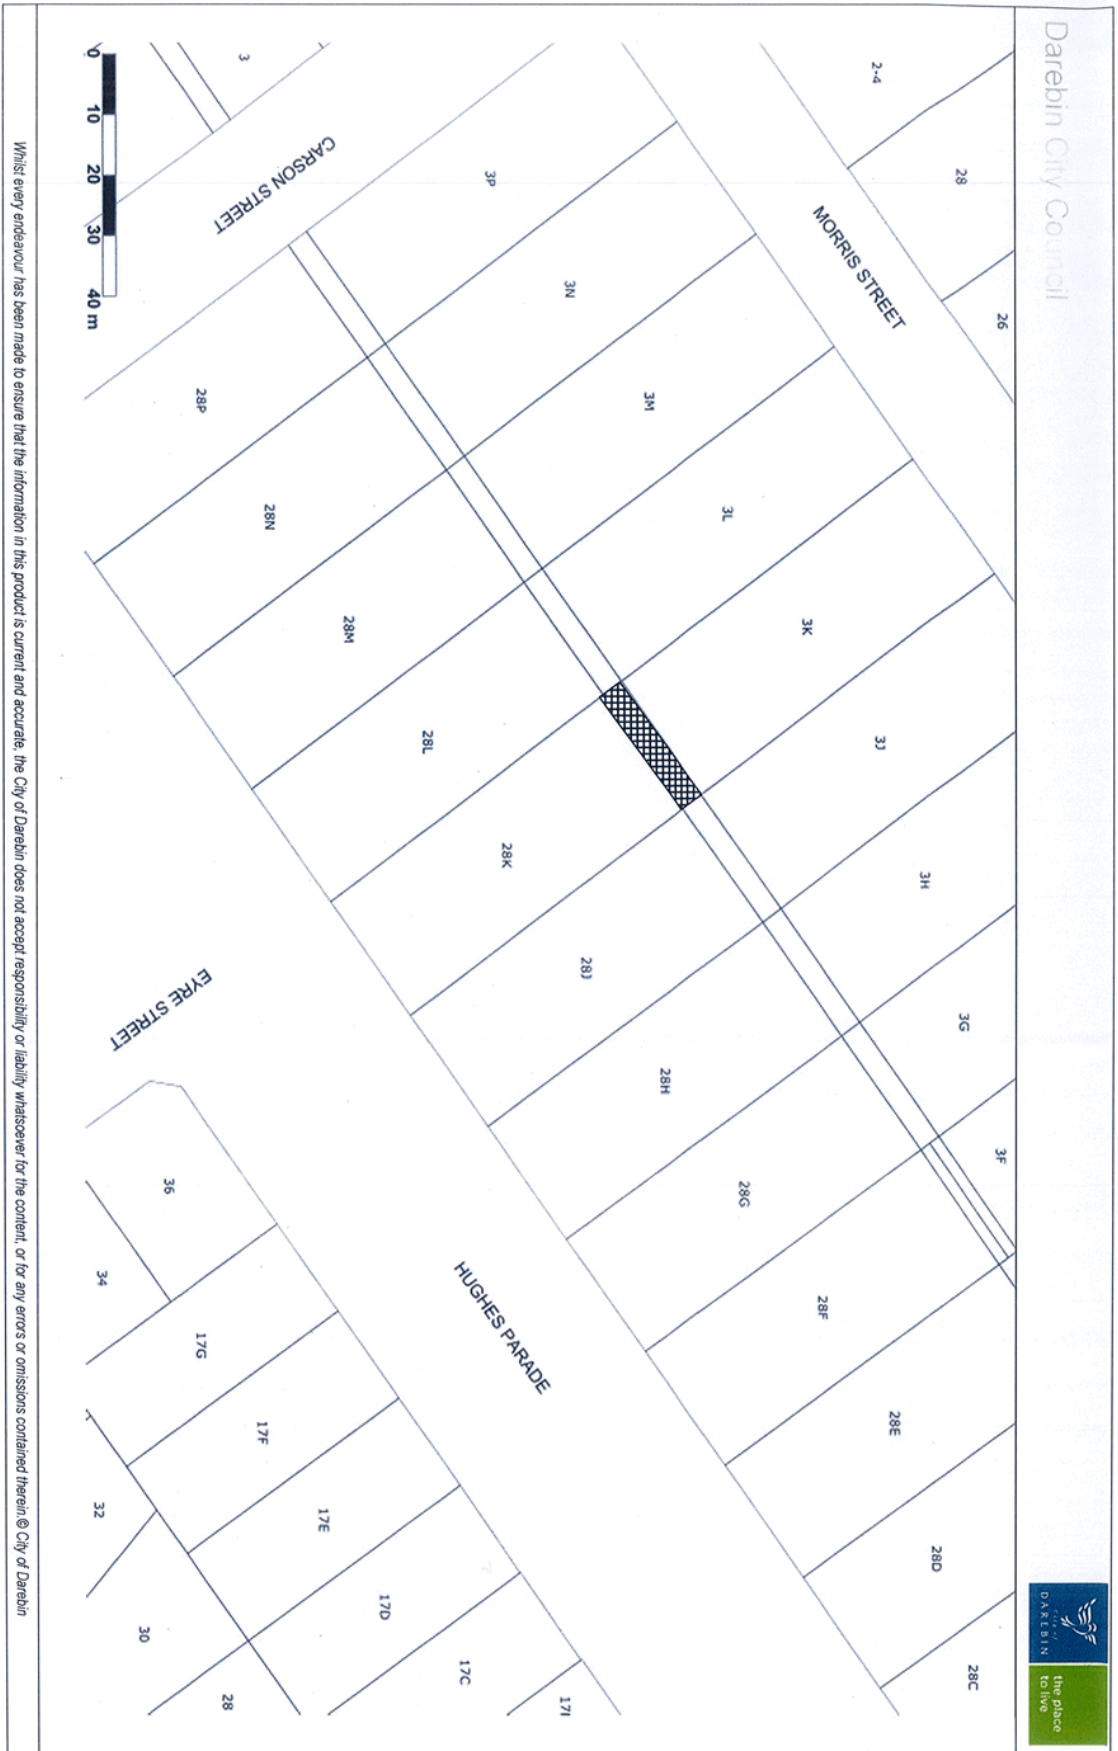 Darebin City Council
City of
DAREBIN
the place
to live
2-4
28
26
MORRIS STREET
3
CARSON STREET
3P
3N
3M
3L
3K
3J
3H
3G
3F
28P
28N
28M
28L
28K
28J
28H
28G
28F
28E
28D
28C
EYRE STREET
HUGHES PARADE
36
34
17G
17F
17E
17D
17C
17I
32
30
28
0 10 20 30 40 m
Whilst every endeavour has been made to ensure that the information in this product is current and accurate, the City of Darebin does not accept responsibility or liability whatsoever for the content, or for any errors or omissions contained therein.© City of Darebin